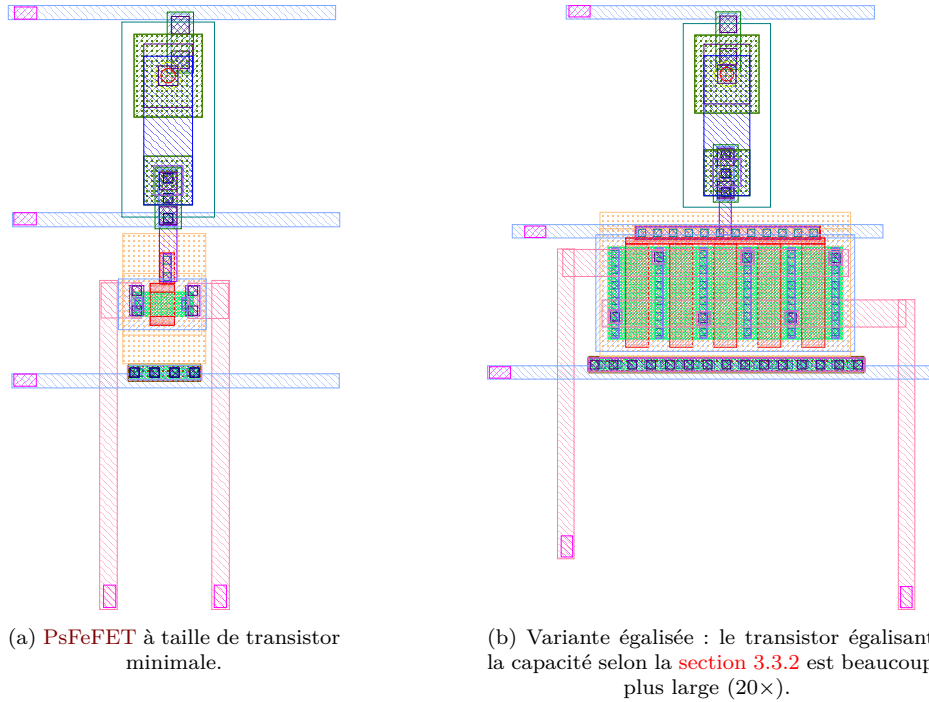 (a) PsFeFET à taille de transistor
minimale.
(b) Variante égalisée : le transistor égalisant
la capacité selon la section 3.3.2 est beaucoup
plus large (20×).